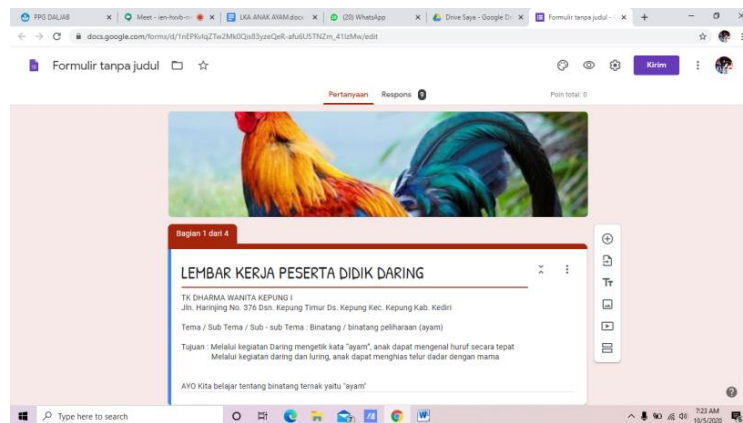 PPG DALJAB
Meet - ien-hxvb-n
LKA ANAK AYAM.docx
(20) WhatsApp
Drive Saya - Google Dr
Formulir tanpa judul -
docs.google.com/forms/
/edit
Formulir tanpa judul
Kirim
Pertanyaan Respons 9
Poin total: 0
Bagian 1 dari 4
LEMBAR KERJA PESERTA DIDIK DARING
TK DHARMA WANITA KEPUNG I
Jln. Harinjing No. 376 Dsn. Kepung Timur Ds. Kepung Kec. Kepung Kab. Kediri
Tema / Sub Tema / Sub - sub Tema : Binatang / binatang peliharaan (ayam)
Tujuan : Melalui kegiatan Daring mengetik kata "ayam", anak dapat mengenal huruf secara tepat
Melalui kegiatan daring dan luring, anak dapat menghias telur dadar dengan mama
AYO Kita belajar tentang binatang ternak yaitu "ayam"
Type here to search
7:23 AM
10/5/2020